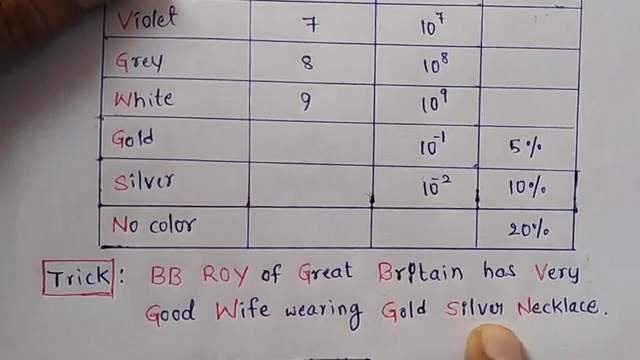 Violet 7 10^7
Grey 8 10^8
White 9 10^9
Gold 10^-1 5%
Silver 10^-2 10%
No color 20%
Trick : BB ROY of Great Britain has Very
Good Wife wearing Gold Silver Necklace.